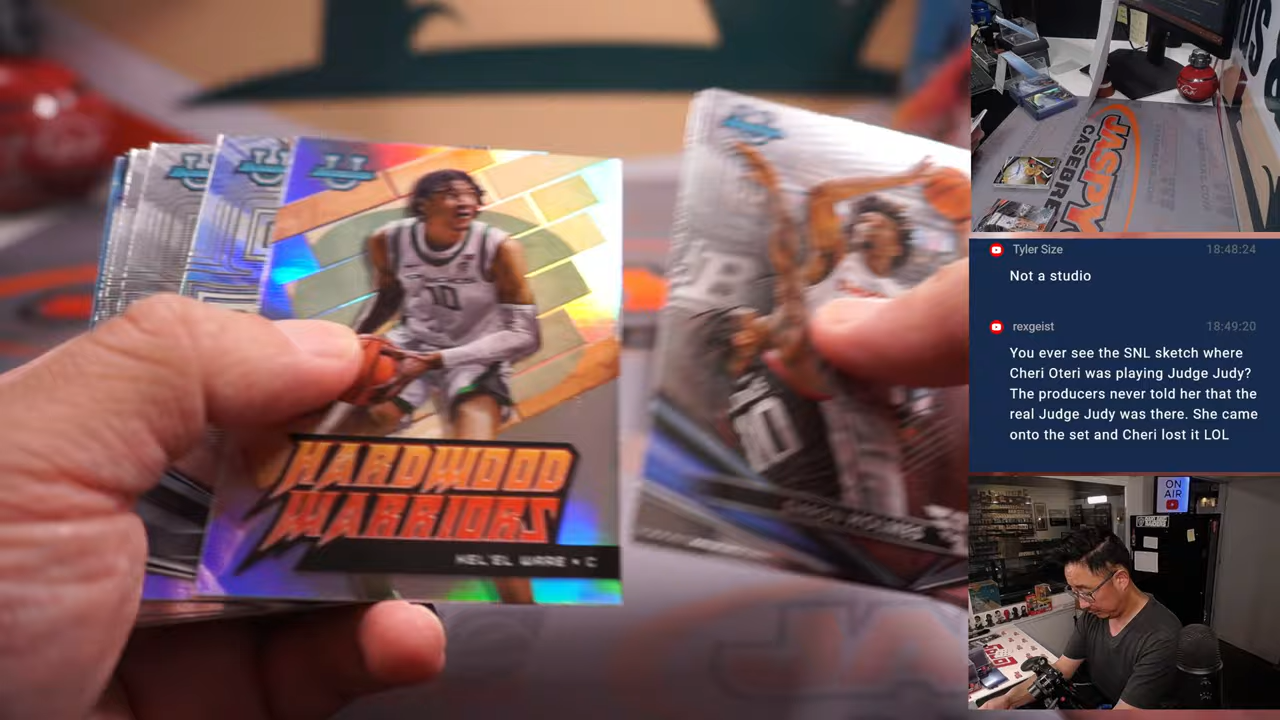 HARDWOOD
WARRIORS
KEL'EL WARE • C
10
JASPY
CASEBRE
Tyler Size
18:48:24
Not a studio
rexgeist
18:49:20
You ever see the SNL sketch where
Cheri Oteri was playing Judge Judy?
The producers never told her that the
real Judge Judy was there. She came
onto the set and Cheri lost it LOL
ON
AIR